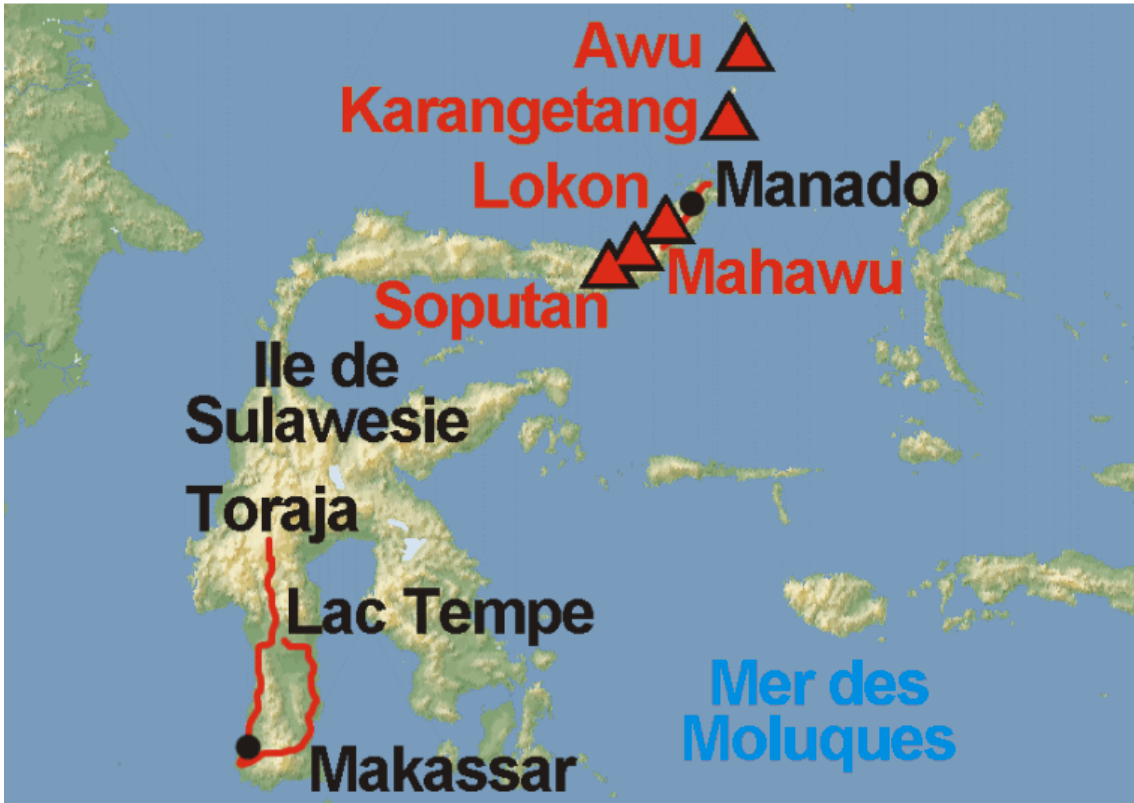 Awu
Karangetang
Lokon
Manado
Mahawu
Soputan
Ile de
Sulawesie
Toraja
Lac Tempe
Mer des
Moluques
Makassar